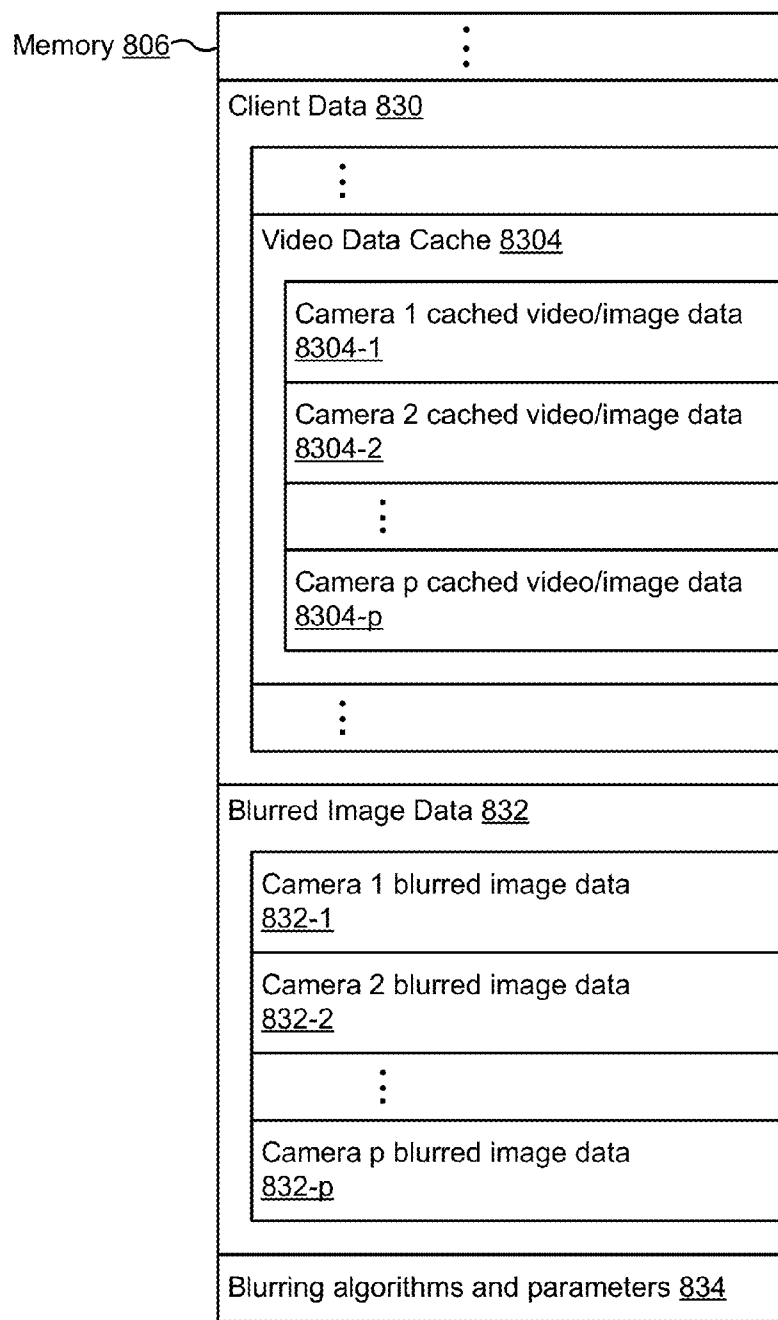 Memory 806
Client Data 830
Video Data Cache 8304
Camera 1 cached video/image data
8304-1
Camera 2 cached video/image data
8304-2
Camera p cached video/image data
8304-p
Blurred Image Data 832
Camera 1 blurred image data
832-1
Camera 2 blurred image data
832-2
Camera p blurred image data
832-p
Blurring algorithms and parameters 834